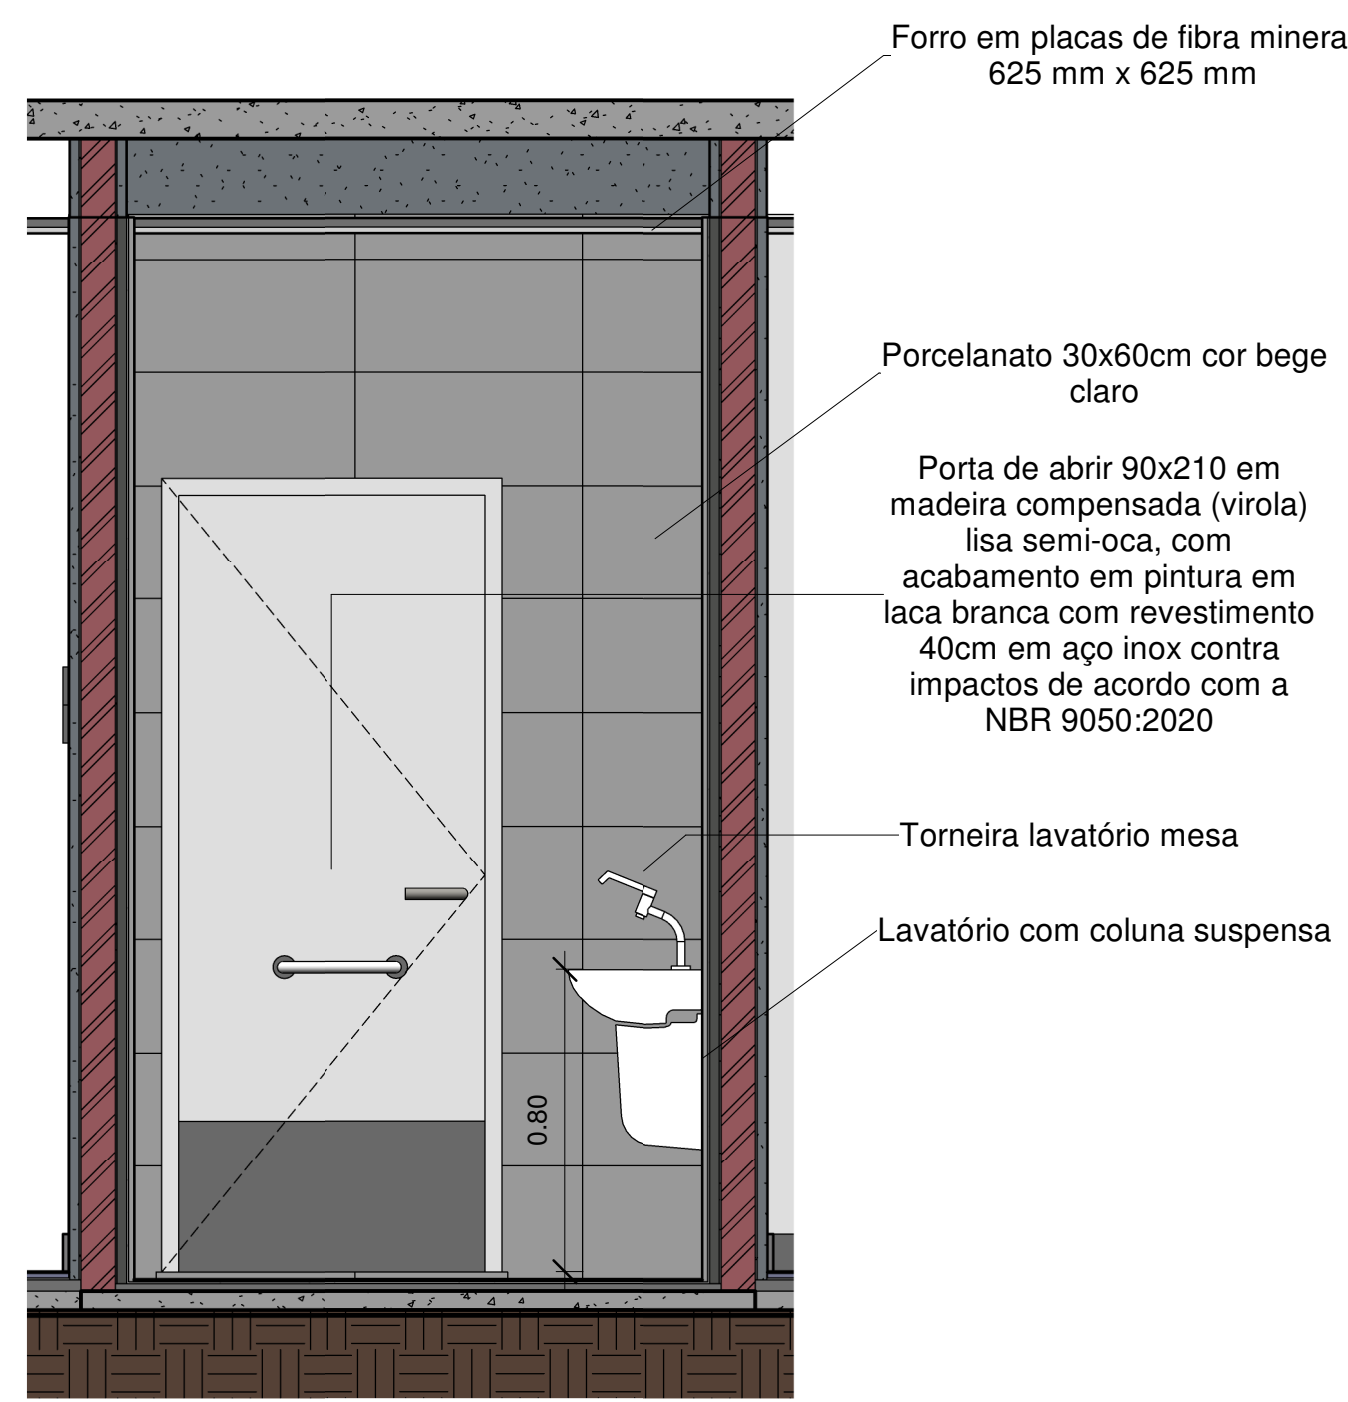 Forro em placas de fibra minera
625 mm x 625 mm
Porcelanato 30x60cm cor bege
claro
Porta de abrir 90x210 em
madeira compensada (virola)
lisa semi-oca, com
acabamento em pintura em
laca branca com revestimento
40cm em aço inox contra
impactos de acordo com a
NBR 9050:2020
Torneira lavatório mesa
Lavatório com coluna suspensa
0.80